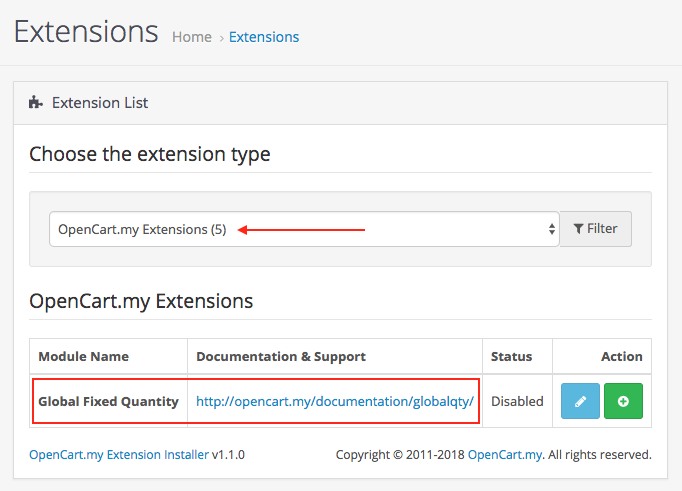 Extensions Home › Extensions
Extension List
Choose the extension type
OpenCart.my Extensions (5) Filter
OpenCart.my Extensions
Module Name Documentation & Support Status Action
Global Fixed Quantity http://opencart.my/documentation/globalqty/ Disabled
OpenCart.my Extension Installer v1.1.0 Copyright © 2011-2018 OpenCart.my. All rights reserved.